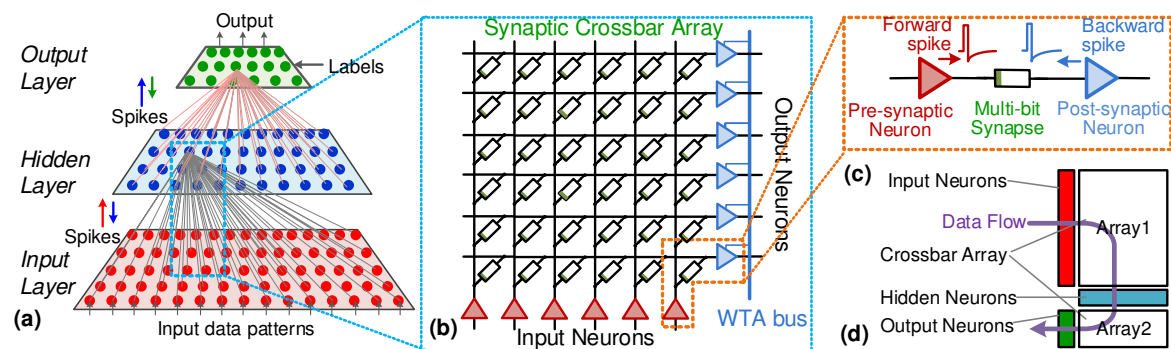 Output
Output
Layer
Labels
Spikes
Hidden
Layer
Spikes
Input
Layer
(a)
Input data patterns
Synaptic Crossbar Array
Output Neurons
(b)
Input Neurons
WTA bus
Forward
spike
Backward
spike
Pre-synaptic
Neuron
Multi-bit
Synapse
Post-synaptic
Neuron
(c)
Input Neurons
Data Flow
Array1
Crossbar Array
Hidden Neurons
Output Neurons
Array2
(d)